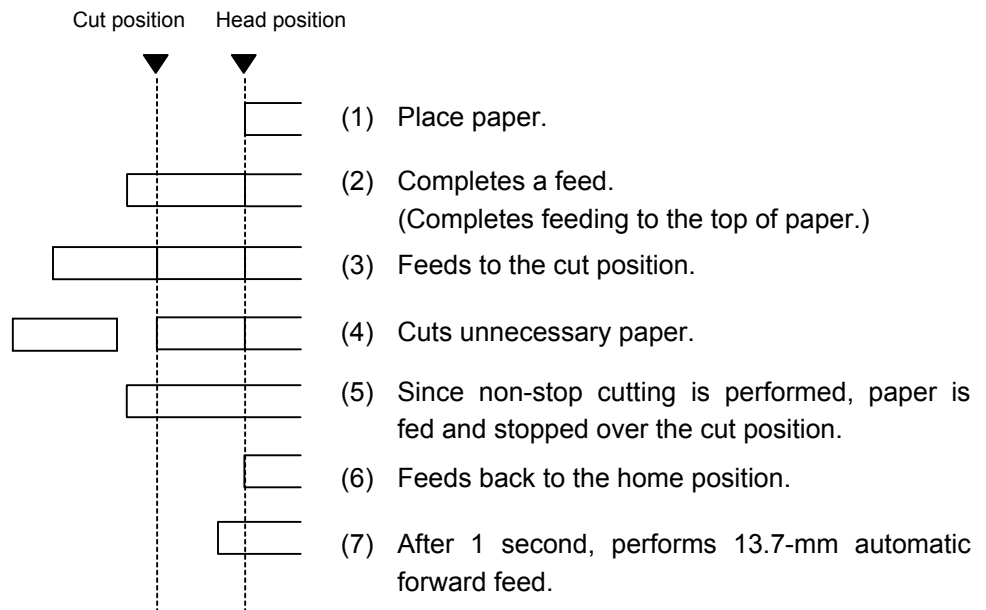 Cut position Head position
(1) Place paper.
(2) Completes a feed.
(Completes feeding to the top of paper.)
(3) Feeds to the cut position.
(4) Cuts unnecessary paper.
(5) Since non-stop cutting is performed, paper is
fed and stopped over the cut position.
(6) Feeds back to the home position.
(7) After 1 second, performs 13.7-mm automatic
forward feed.